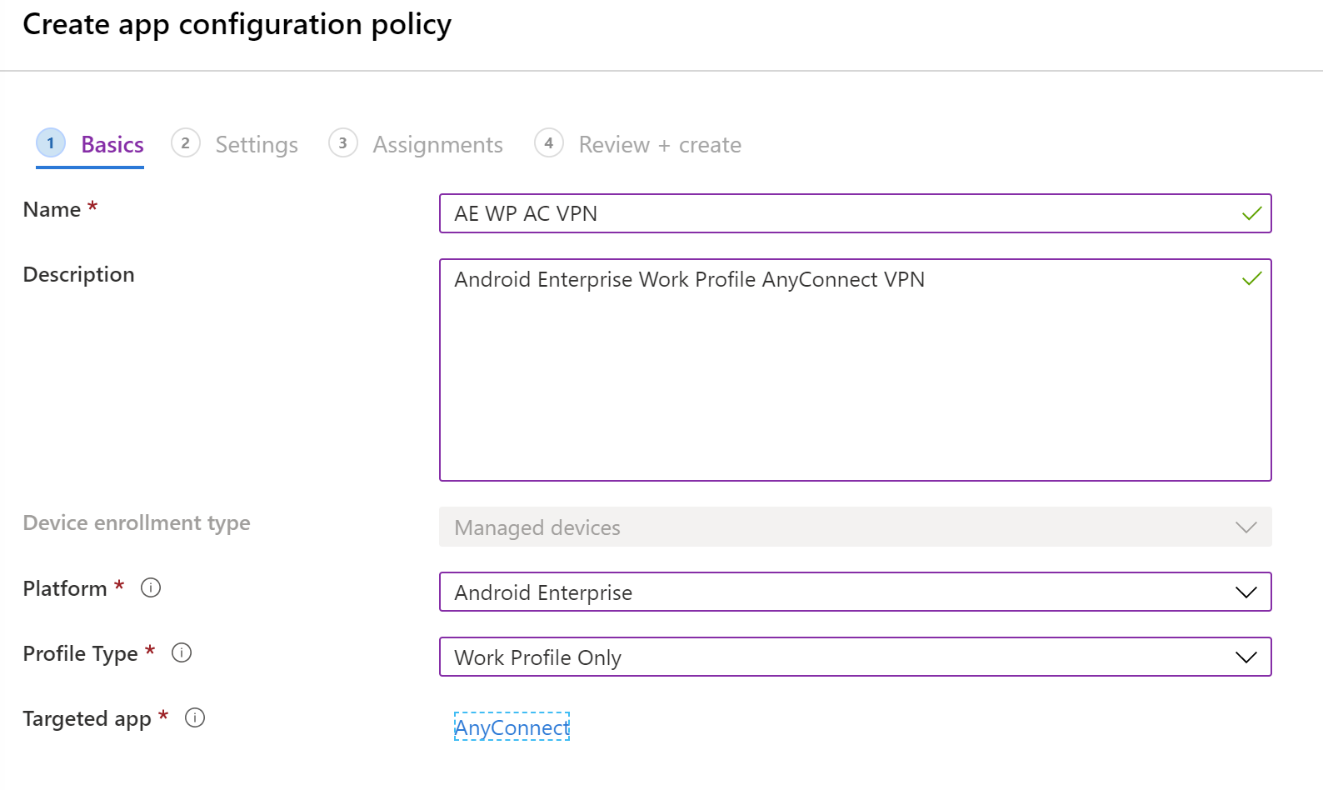 Create app configuration policy
1 Basics 2 Settings 3 Assignments 4 Review + create
Name *
AE WP AC VPN
Description
Android Enterprise Work Profile AnyConnect VPN
Device enrollment type
Managed devices
Platform *
Android Enterprise
Profile Type *
Work Profile Only
Targeted app *
AnyConnect